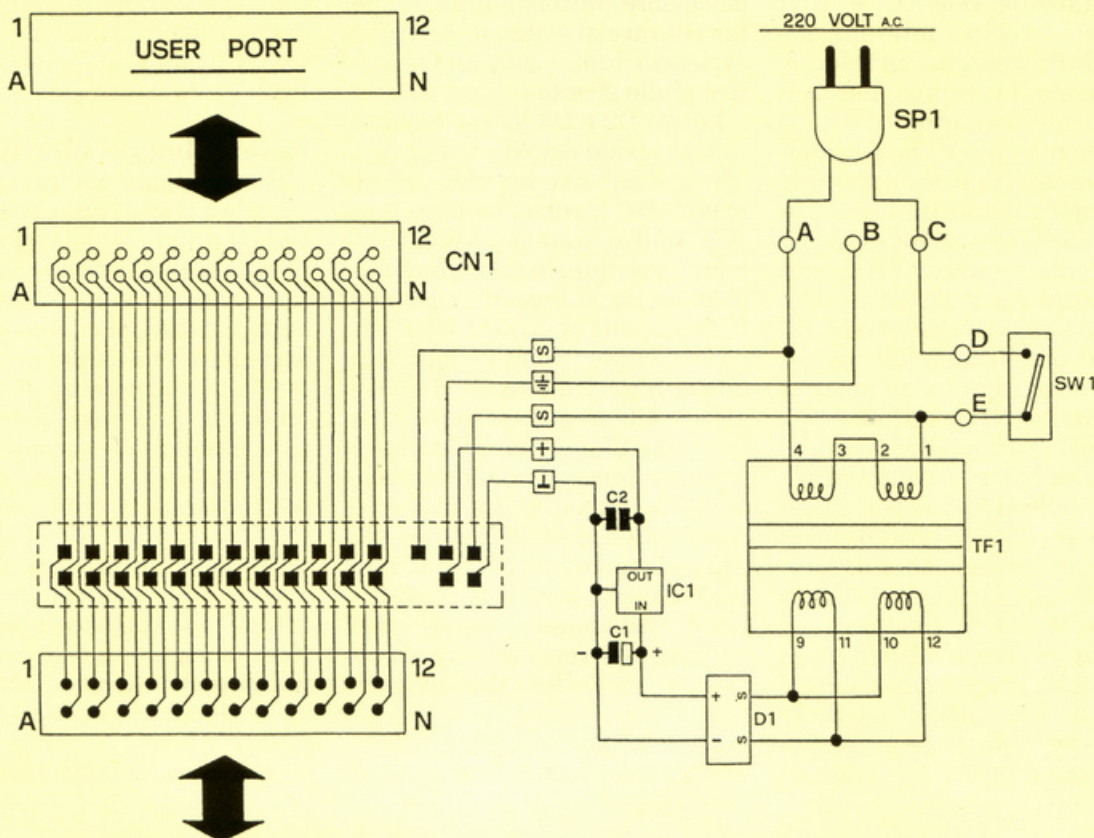 1 12
USER PORT
A N
220 VOLT A.C.
SP1
A B C
1 12
CN1
A N
S
D
SW1
E
S
+
4 3 2 1
C2
TF1
OUT
IC1
IN
C1
- +
9 11 10 12
1 12
A N
+ S
D1
- S